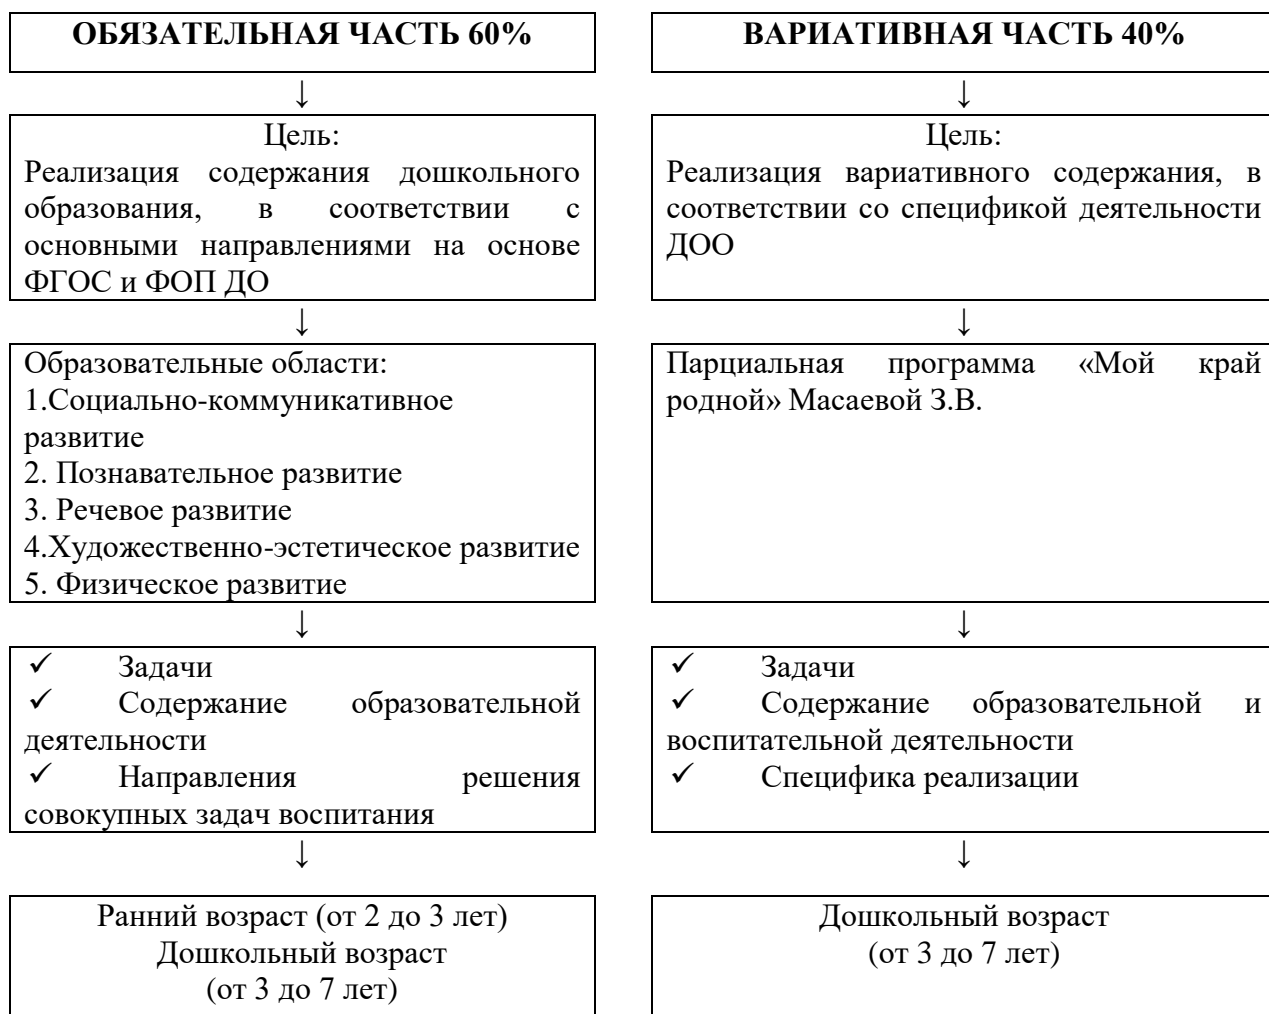 ОБЯЗАТЕЛЬНАЯ ЧАСТЬ 60%
↓
Цель:
Реализация содержания дошкольного
образования, в соответствии с
основными направлениями на основе
ФГОС и ФОП ДО
↓
Образовательные области:
1.Социально-коммуникативное
развитие
2. Познавательное развитие
3. Речевое развитие
4.Художественно-эстетическое развитие
5. Физическое развитие
↓
✓ Задачи
✓ Содержание образовательной
деятельности
✓ Направления решения
совокупных задач воспитания
↓
Ранний возраст (от 2 до 3 лет)
Дошкольный возраст
(от 3 до 7 лет)
ВАРИАТИВНАЯ ЧАСТЬ 40%
↓
Цель:
Реализация вариативного содержания, в
соответствии со спецификой деятельности
ДОО
↓
Парциальная программа «Мой край
родной» Масаевой З.В.
↓
✓ Задачи
✓ Содержание образовательной и
воспитательной деятельности
✓ Специфика реализации
↓
Дошкольный возраст
(от 3 до 7 лет)